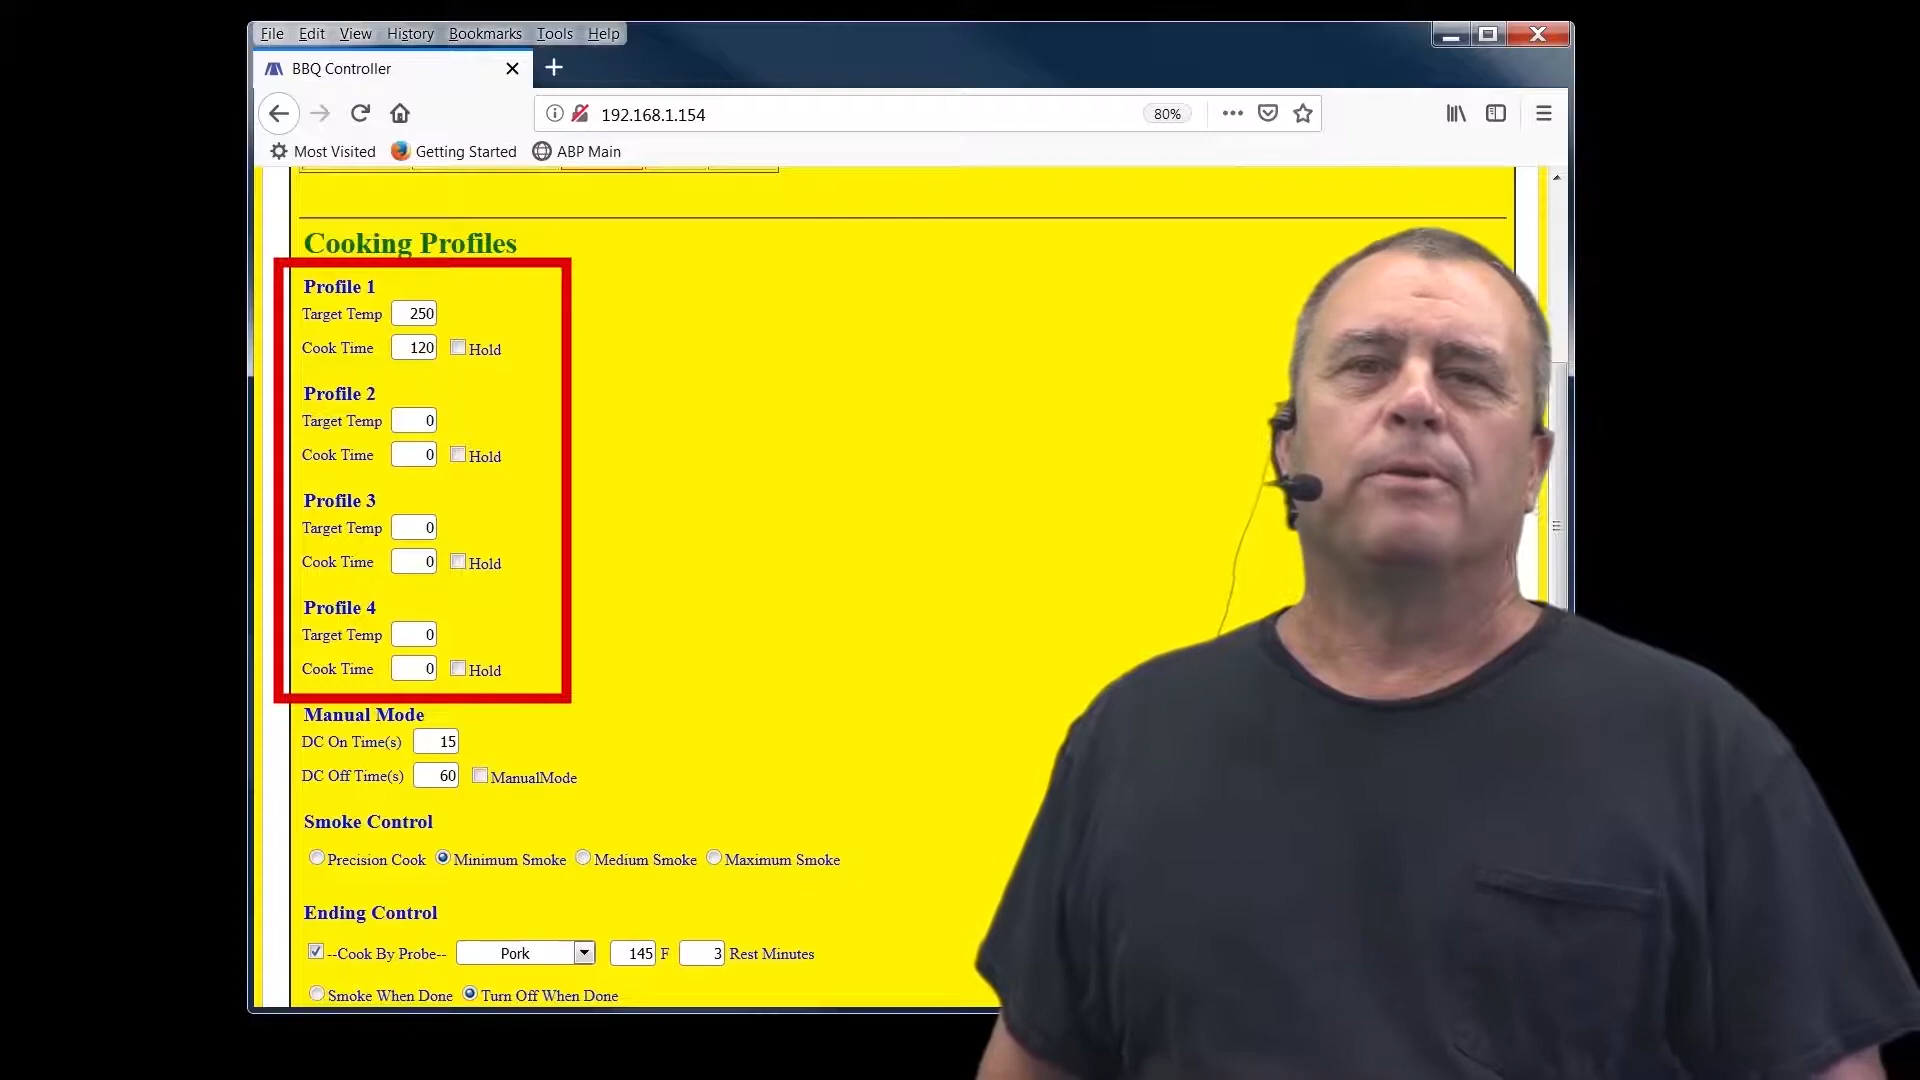 File Edit View History Bookmarks Tools Help
BBQ Controller
192.168.1.154 80%
Most Visited Getting Started ABP Main
Cooking Profiles
Profile 1
Target Temp 250
Cook Time 120 Hold
Profile 2
Target Temp 0
Cook Time 0 Hold
Profile 3
Target Temp 0
Cook Time 0 Hold
Profile 4
Target Temp 0
Cook Time 0 Hold
Manual Mode
DC On Time(s) 15
DC Off Time(s) 60 ManualMode
Smoke Control
Precision Cook Minimum Smoke Medium Smoke Maximum Smoke
Ending Control
--Cook By Probe-- Pork 145 F 3 Rest Minutes
Smoke When Done Turn Off When Done